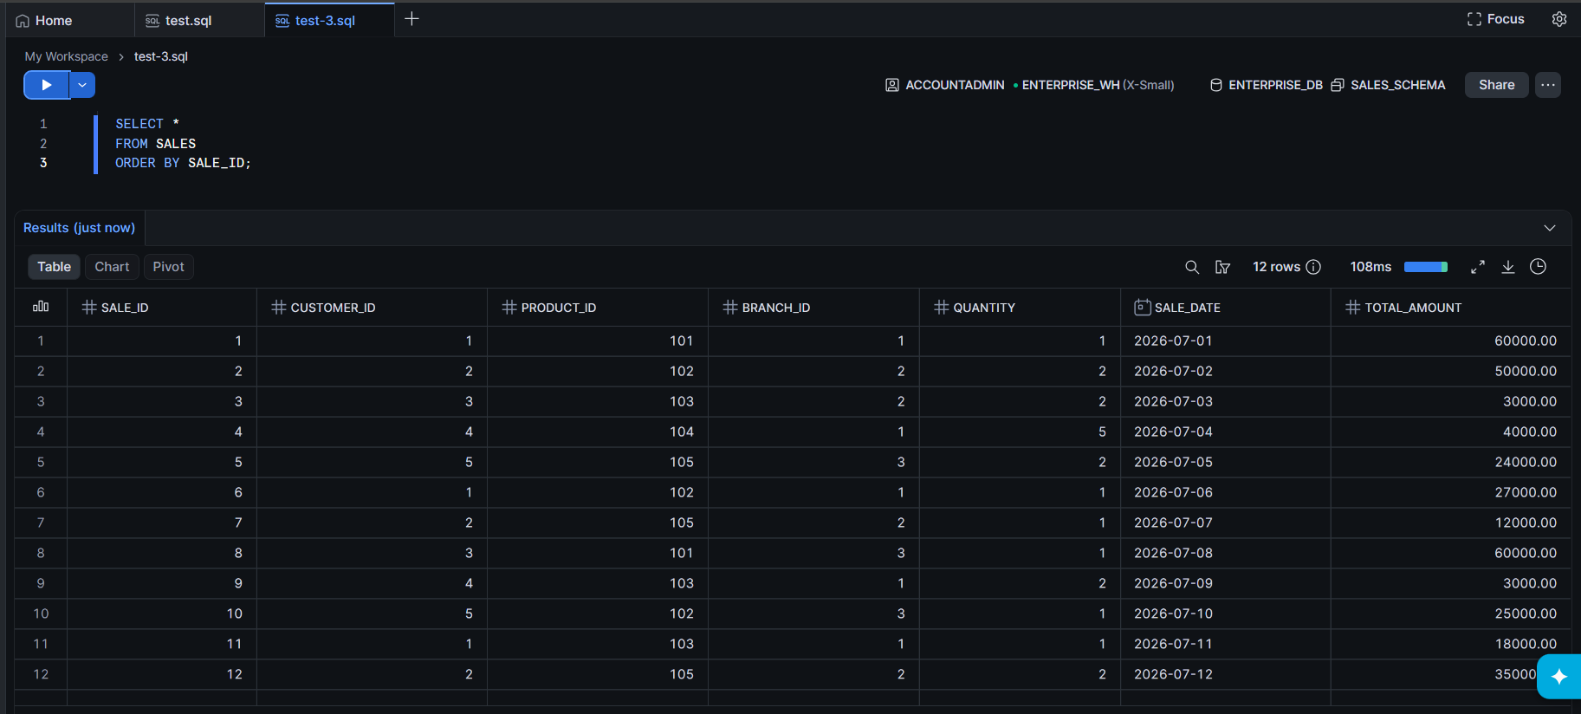 Home test.sql test-3.sql Focus
My Workspace > test-3.sql
ACCOUNTADMIN ENTERPRISE_WH (X-Small) ENTERPRISE_DB SALES_SCHEMA Share ...
1 SELECT *
2 FROM SALES
3 ORDER BY SALE_ID;
Results (just now)
Table Chart Pivot 12 rows 108ms
SALE_ID CUSTOMER_ID PRODUCT_ID BRANCH_ID QUANTITY SALE_DATE TOTAL_AMOUNT
1 1 1 101 1 1 2026-07-01 60000.00
2 2 2 102 2 2 2026-07-02 50000.00
3 3 3 103 2 2 2026-07-03 3000.00
4 4 4 104 1 5 2026-07-04 4000.00
5 5 5 105 3 2 2026-07-05 24000.00
6 6 1 102 1 1 2026-07-06 27000.00
7 7 2 105 2 1 2026-07-07 12000.00
8 8 3 101 3 1 2026-07-08 60000.00
9 9 4 103 1 2 2026-07-09 3000.00
10 10 5 102 3 1 2026-07-10 25000.00
11 11 1 103 1 1 2026-07-11 18000.00
12 12 2 105 2 2 2026-07-12 35000